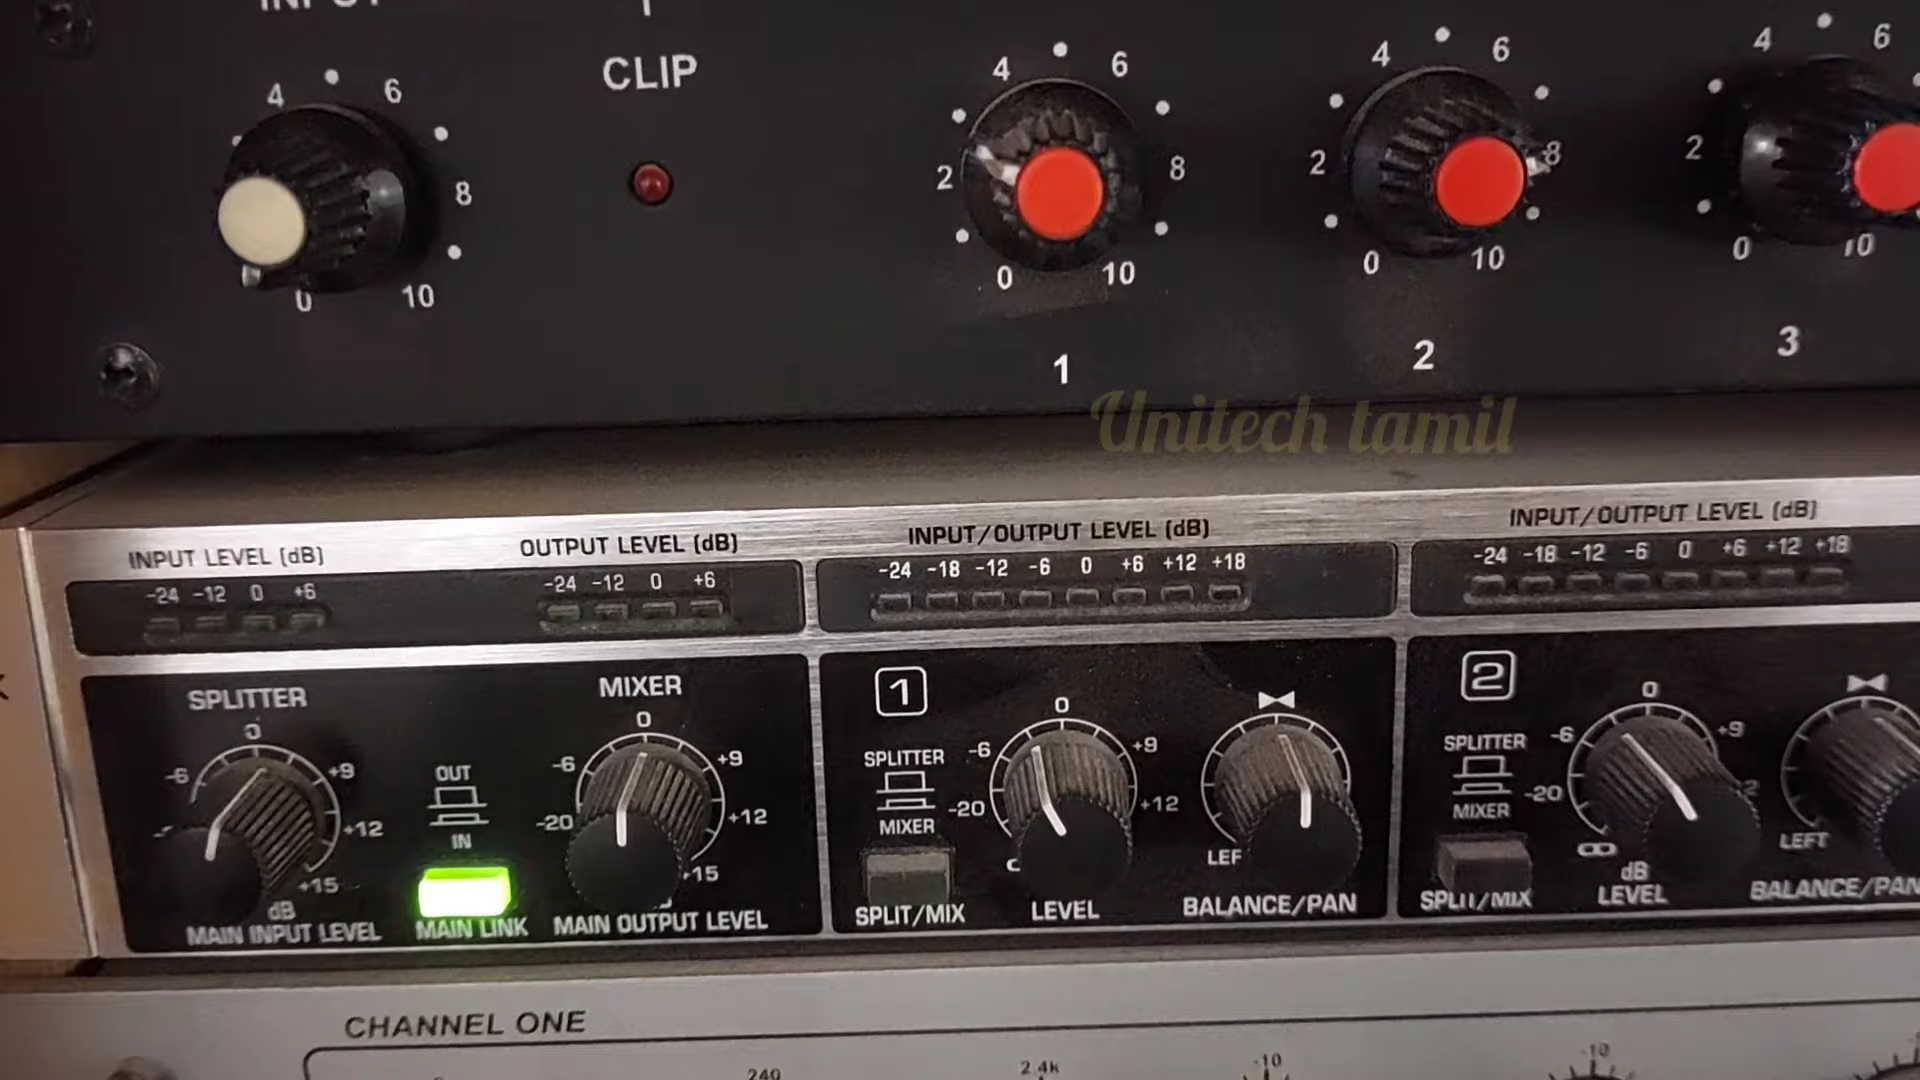 INPUT
CLIP
4 6
8
0 10
4 6
2 8
0 10
1
4 6
2 8
0 10
2
4 6
2
0 10
3
Unitech tamil
INPUT LEVEL (dB)
-24 -12 0 +6
OUTPUT LEVEL (dB)
-24 -12 0 +6
INPUT/OUTPUT LEVEL (dB)
-24 -18 -12 -6 0 +6 +12 +18
INPUT/OUTPUT LEVEL (dB)
-24 -18 -12 -6 0 +6 +12 +18
SPLITTER
0
-6 +9
+12
+15
dB
MAIN INPUT LEVEL
OUT
IN
MAIN LINK
MIXER
0
-6 +9
-20 +12
+15
MAIN OUTPUT LEVEL
1
SPLITTER
MIXER
SPLIT/MIX
0
-6 +9
-20 +12
LEVEL
LEF
BALANCE/PAN
2
SPLITTER
MIXER
SPLIT/MIX
0
-6 +9
-20
∞
dB
LEVEL
LEFT
BALANCE/PAN
CHANNEL ONE
240
2.4K
-10
-10